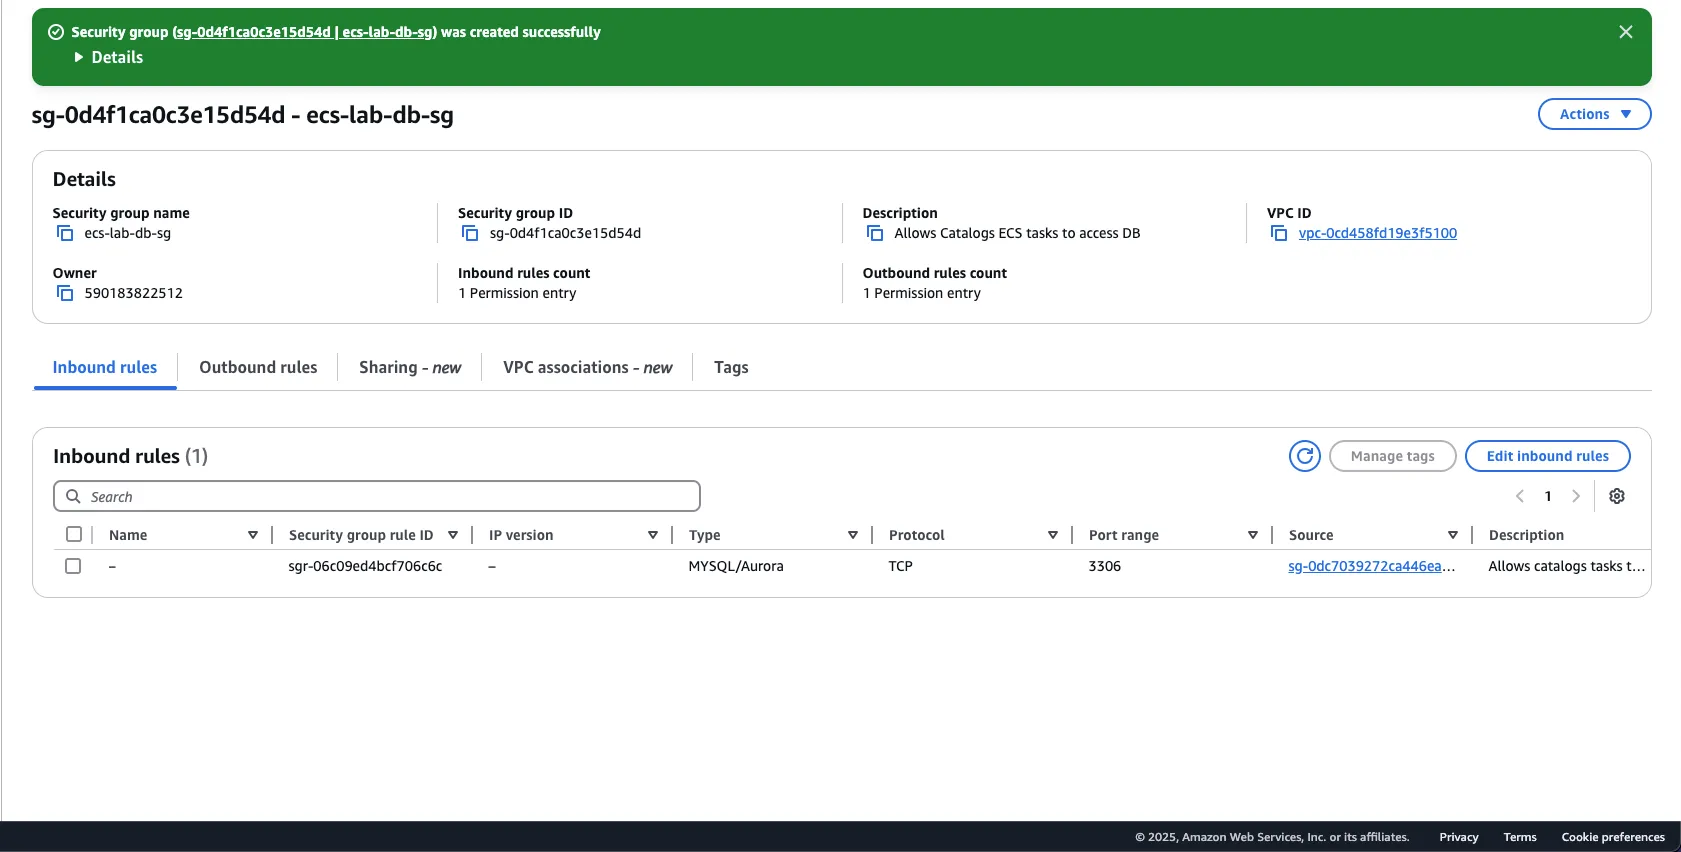 Security group (sg-0d4f1ca0c3e15d54d | ecs-lab-db-sg) was created successfully
Details
sg-0d4f1ca0c3e15d54d - ecs-lab-db-sg
Actions
Details
Security group name
Security group ID
Description
VPC ID
ecs-lab-db-sg
sg-0d4f1ca0c3e15d54d
Allows Catalogs ECS tasks to access DB
vpc-0cd458fd19e3f5100
Owner
Inbound rules count
Outbound rules count
590183822512
1 Permission entry
1 Permission entry
Inbound rules
Outbound rules
Sharing - new
VPC associations - new
Tags
Inbound rules (1)
Manage tags
Edit inbound rules
Search
1
Name
Security group rule ID
IP version
Type
Protocol
Port range
Source
Description
–
sgr-06c09ed4bcf706c6c
–
MYSQL/Aurora
TCP
3306
sg-0dc7039272ca446ea...
Allows catalogs tasks t...
© 2025, Amazon Web Services, Inc. or its affiliates.
Privacy
Terms
Cookie preferences